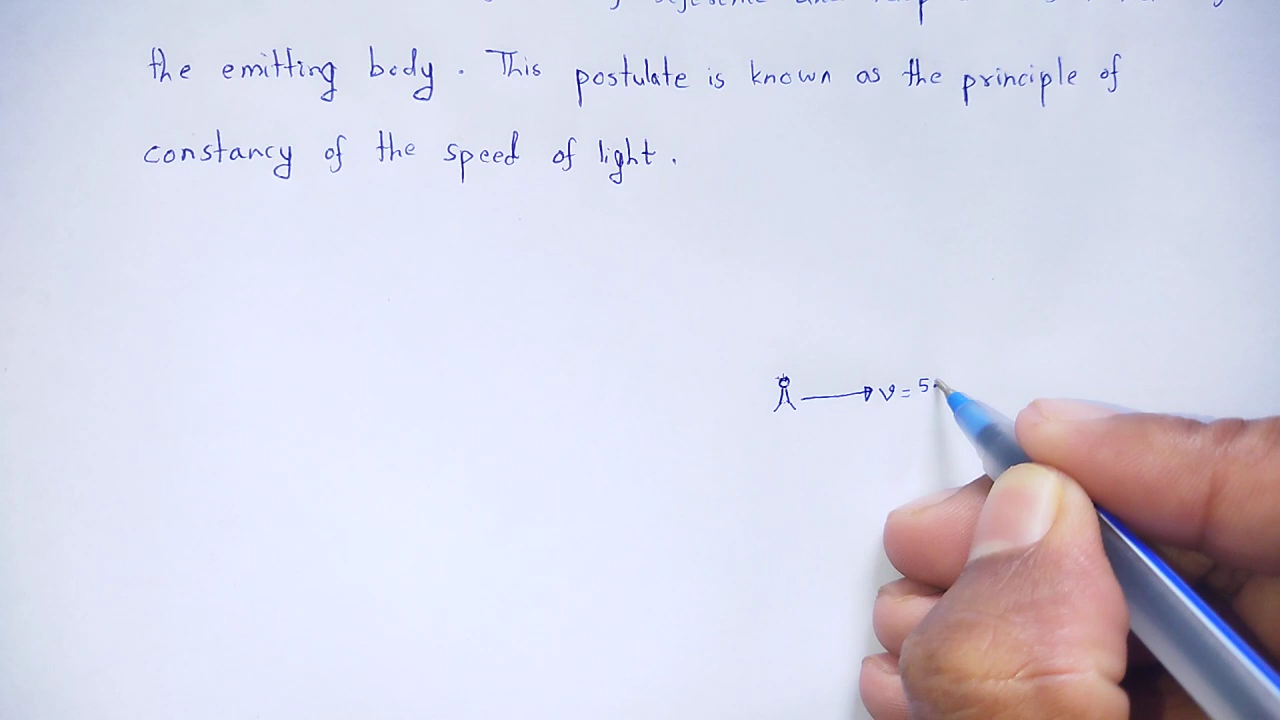 the emitting body. This postulate is known as the principle of
constancy of the speed of light.
v = 5